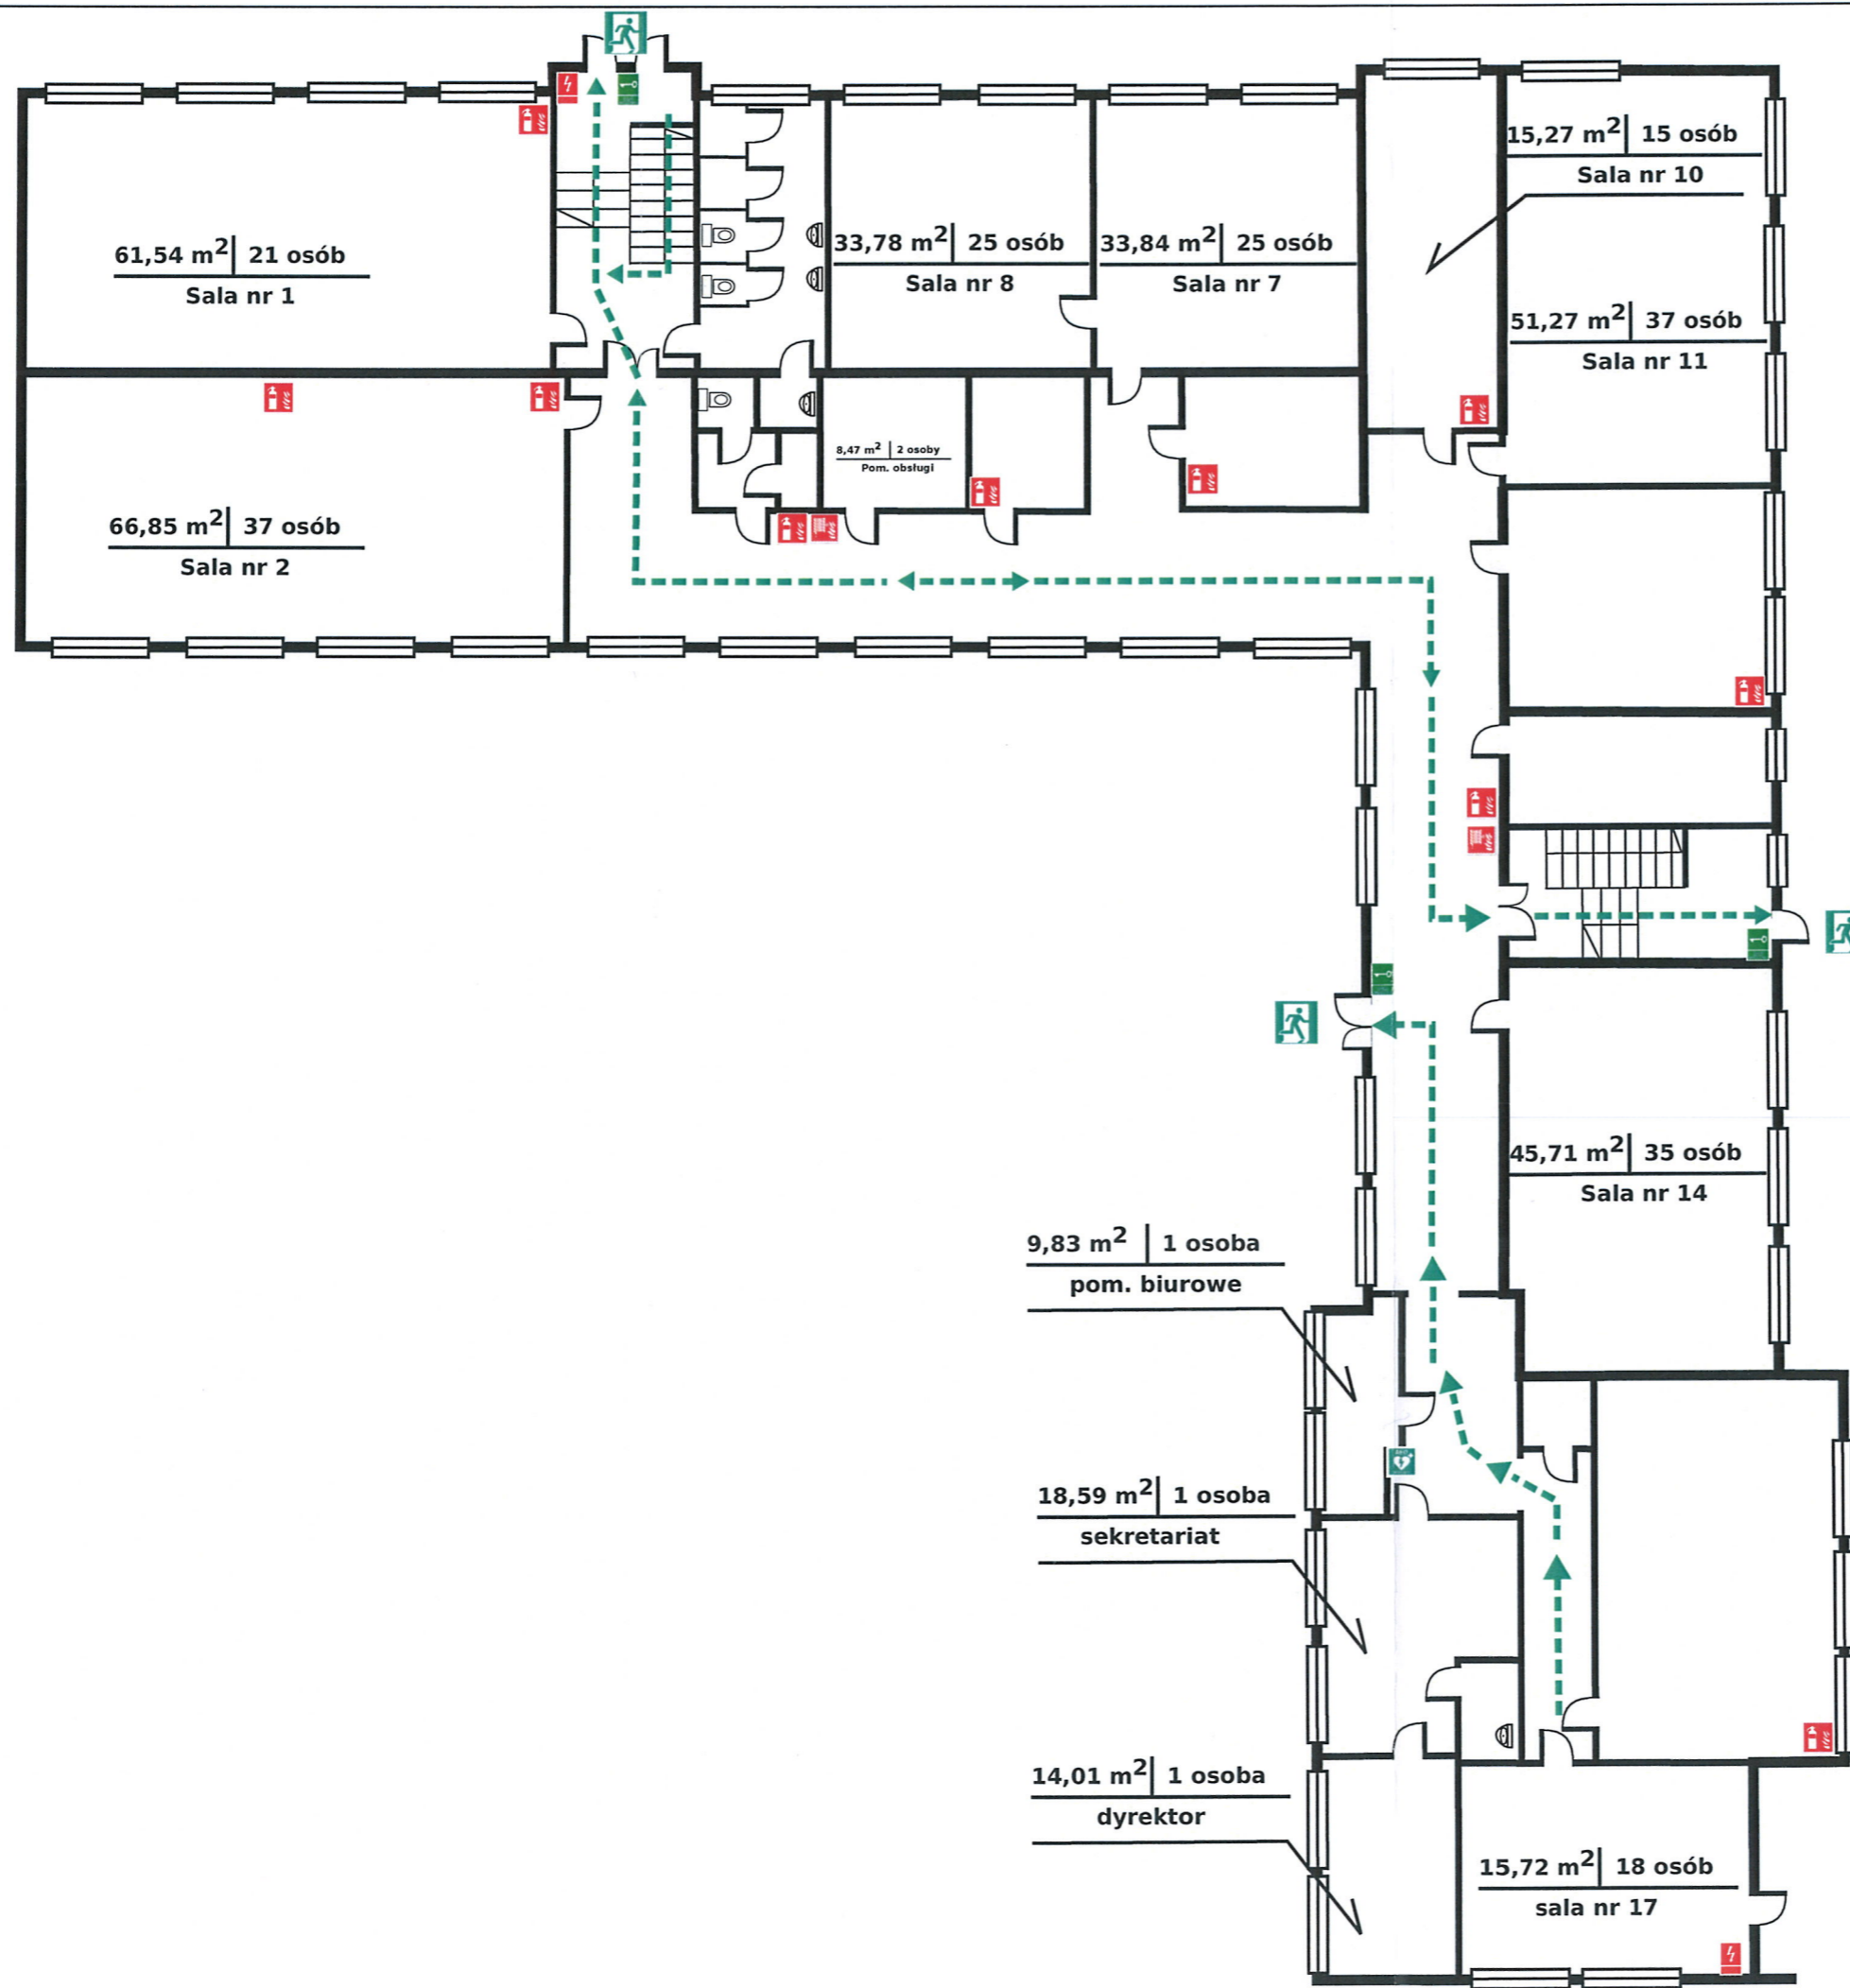 15,27 m² 15 osób
Sala nr 10
61,54 m² 21 osób
Sala nr 1
33,78 m² 25 osób
Sala nr 8
33,84 m² 25 osób
Sala nr 7
51,27 m² 37 osób
Sala nr 11
8,47 m² 2 osoby
Pom. obsługi
66,85 m² 37 osób
Sala nr 2
45,71 m² 35 osób
Sala nr 14
9,83 m² 1 osoba
pom. biurowe
18,59 m² 1 osoba
sekretariat
14,01 m² 1 osoba
dyrektor
15,72 m² 18 osób
sala nr 17